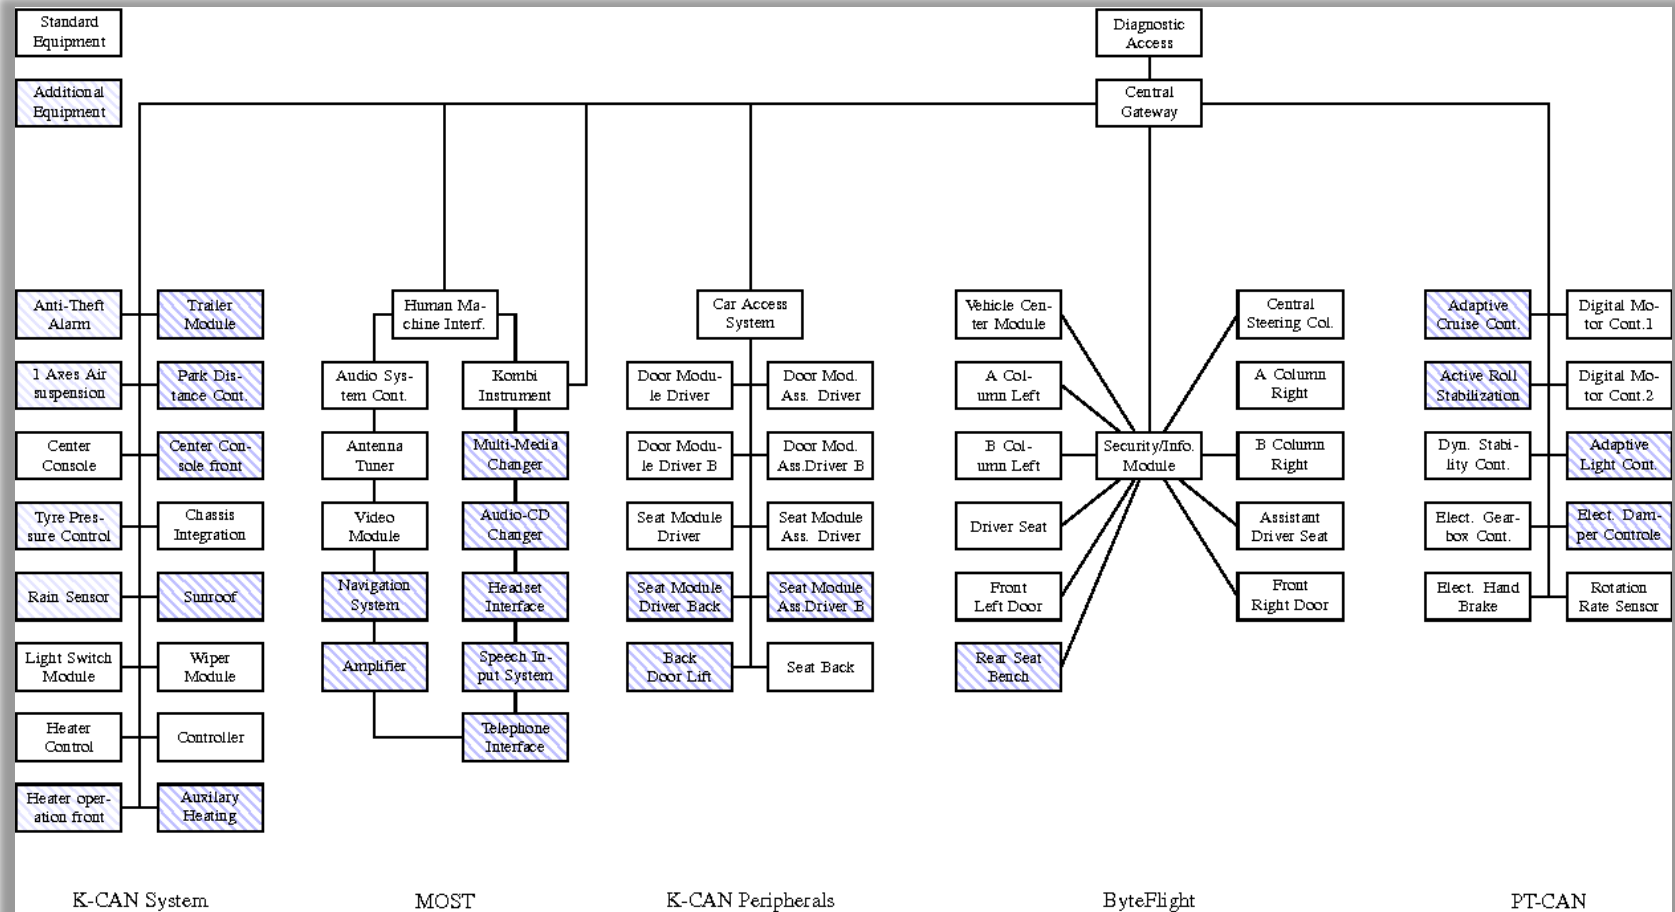 Standard
Equipment
Diagnostic
Access
Additional
Equipment
Central
Gateway
Anti-Theft
Alarm
Trailer
Module
1 Axes Air
suspension
Park Dis-
tance Cont.
Center
Console
Center Con-
sole front
Tyre Pres-
sure Control
Chassis
Integration
Rain Sensor
Sunroof
Light Switch
Module
Wiper
Module
Heater
Control
Controller
Heater oper-
ation front
Auxilary
Heating
K-CAN System
Human Ma-
chine Interf.
Audio Sys-
tem Cont.
Kombi
Instrument
Antenna
Tuner
Multi-Media
Changer
Video
Module
Audio-CD
Changer
Navigation
System
Headset
Interface
Amplifier
Speech In-
put System
Telephone
Interface
MOST
Car Access
System
Door Modu-
le Driver
Door Mod.
Ass. Driver
Door Modu-
le Driver B
Door Mod.
Ass.Driver B
Seat Module
Driver
Seat Module
Ass. Driver
Seat Module
Driver Back
Seat Module
Ass.Driver B
Back
Door Lift
Seat Back
K-CAN Peripherals
Vehicle Cen-
ter Module
Central
Steering Col.
A Col-
umn Left
A Column
Right
B Col-
umn Left
Security/Info.
Module
B Column
Right
Driver Seat
Assistant
Driver Seat
Front
Left Door
Front
Right Door
Rear Seat
Bench
ByteFlight
Adaptive
Cruise Cont.
Digital Mo-
tor Cont.1
Active Roll
Stabilization
Digital Mo-
tor Cont.2
Dyn. Stabi-
lity Cont.
Adaptive
Light Cont.
Elect. Gear-
box Cont.
Elect. Dam-
per Controle
Elect. Hand
Brake
Rotation
Rate Sensor
PT-CAN